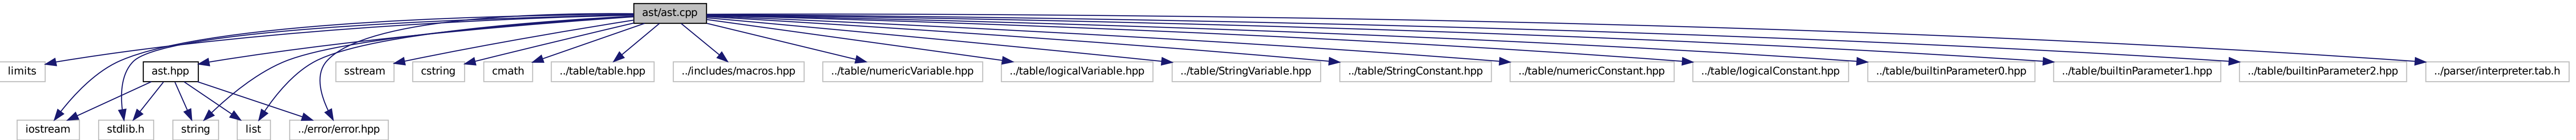 ast/ast.cpp
limits
ast.hpp
sstream
cstring
cmath
../table/table.hpp
../includes/macros.hpp
../table/numericVariable.hpp
../table/logicalVariable.hpp
../table/StringVariable.hpp
../table/StringConstant.hpp
../table/numericConstant.hpp
../table/logicalConstant.hpp
../table/builtinParameter0.hpp
../table/builtinParameter1.hpp
../table/builtinParameter2.hpp
../parser/interpreter.tab.h
iostream
stdlib.h
string
list
../error/error.hpp